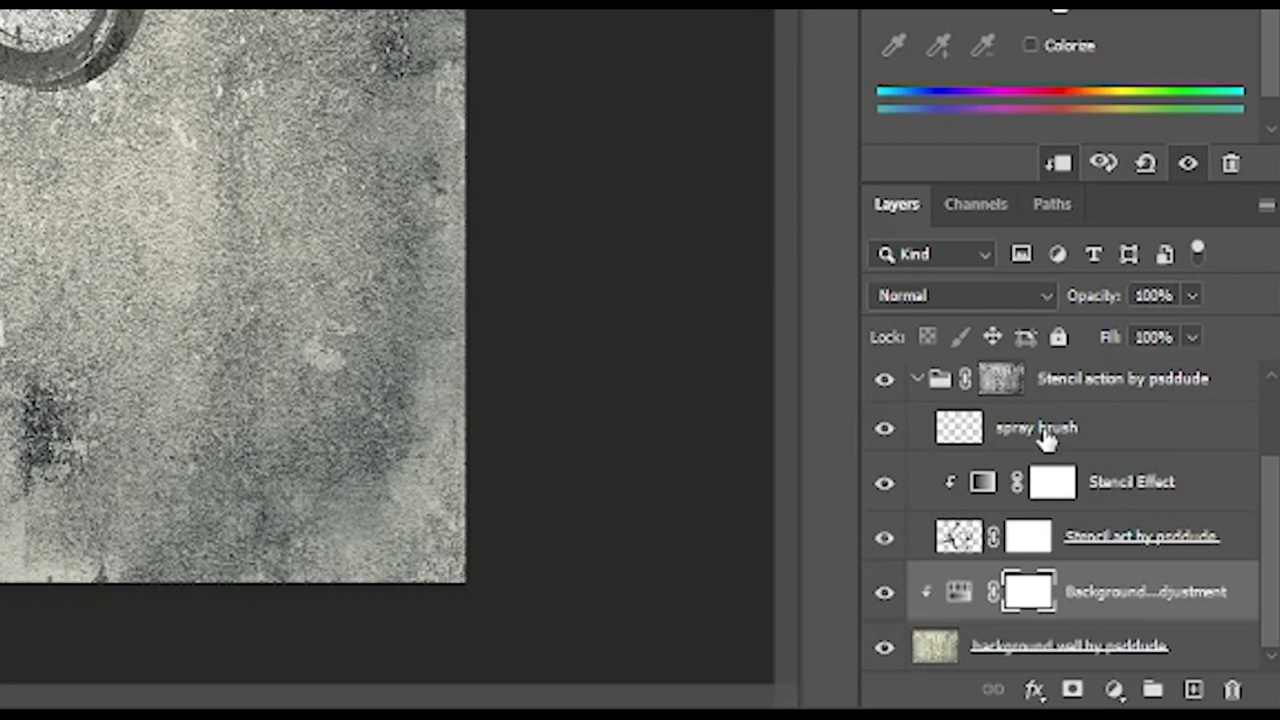 Colorize
Layers Channels Paths
Kind
Normal Opacity: 100%
Lock: Fill: 100%
Stencil action by psddude
spray brush
Stencil Effect
Stencil art by psddude
Background...djustment
background wall by psddude